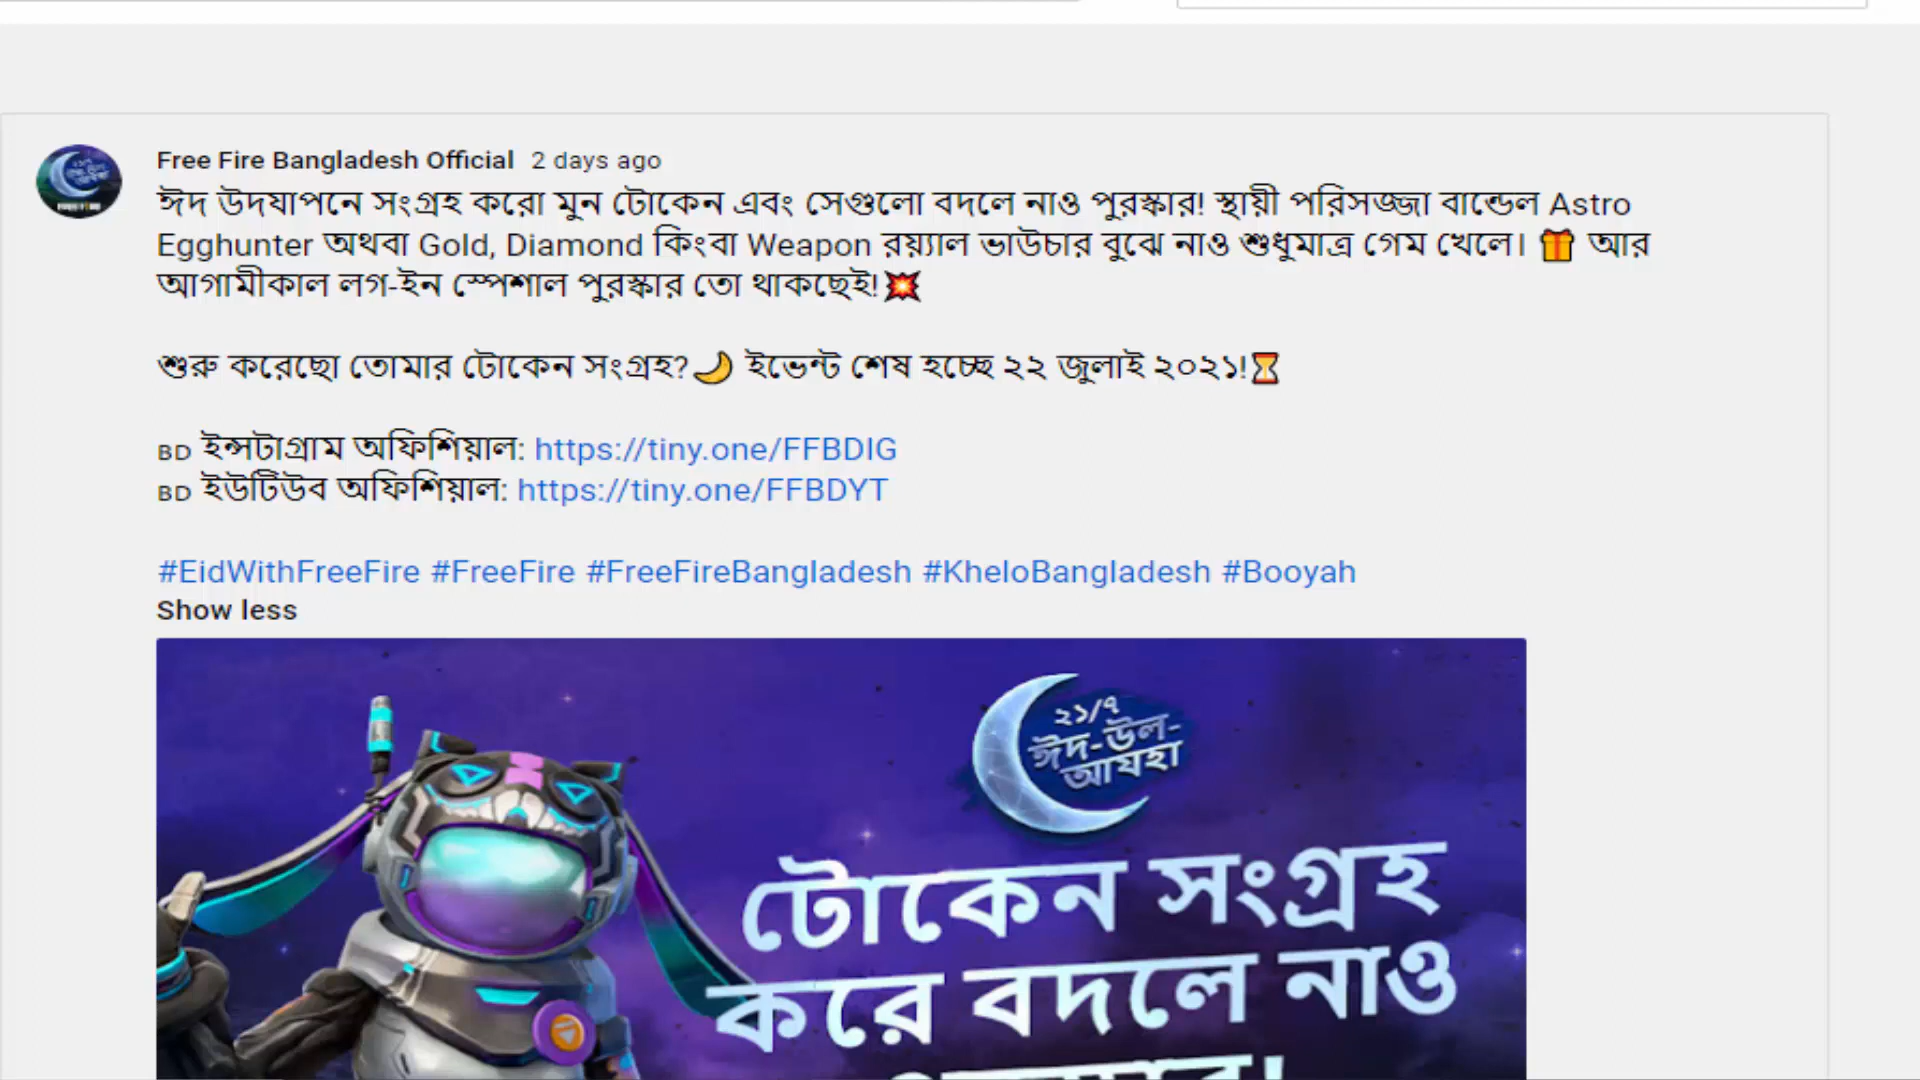 Free Fire Bangladesh Official 2 days ago
ঈদ উদযাপনে সংগ্রহ করো মুন টোকেন এবং সেগুলো বদলে নাও পুরস্কার! স্থায়ী পরিসজ্জা বান্ডেল Astro
Egghunter অথবা Gold, Diamond কিংবা Weapon রয়্যাল ভাউচার বুঝে নাও শুধুমাত্র গেম খেলে। 🎁 আর
আগামীকাল লগ-ইন স্পেশাল পুরস্কার তো থাকছেই!💥
শুরু করেছো তোমার টোকেন সংগ্রহ?🌙 ইভেন্ট শেষ হচ্ছে ২২ জুলাই ২০২১!⌛
BD ইন্সটাগ্রাম অফিশিয়াল: https://tiny.one/FFBDIG
BD ইউটিউব অফিশিয়াল: https://tiny.one/FFBDYT
#EidWithFreeFire #FreeFire #FreeFireBangladesh #KheloBangladesh #Booyah
Show less
২১/৭
ঈদ-উল-
আযহা
টোকেন সংগ্রহ
করে বদলে নাও